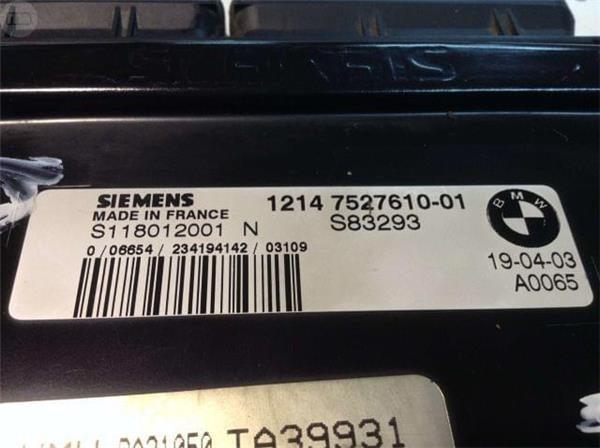 SIEMENS
SIEMENS 1214 7527610-01
MADE IN FRANCE
S118012001 N S83293
BMW
0 / 06654 / 234194142 / 03109
19-04-03
A0065
TA39931